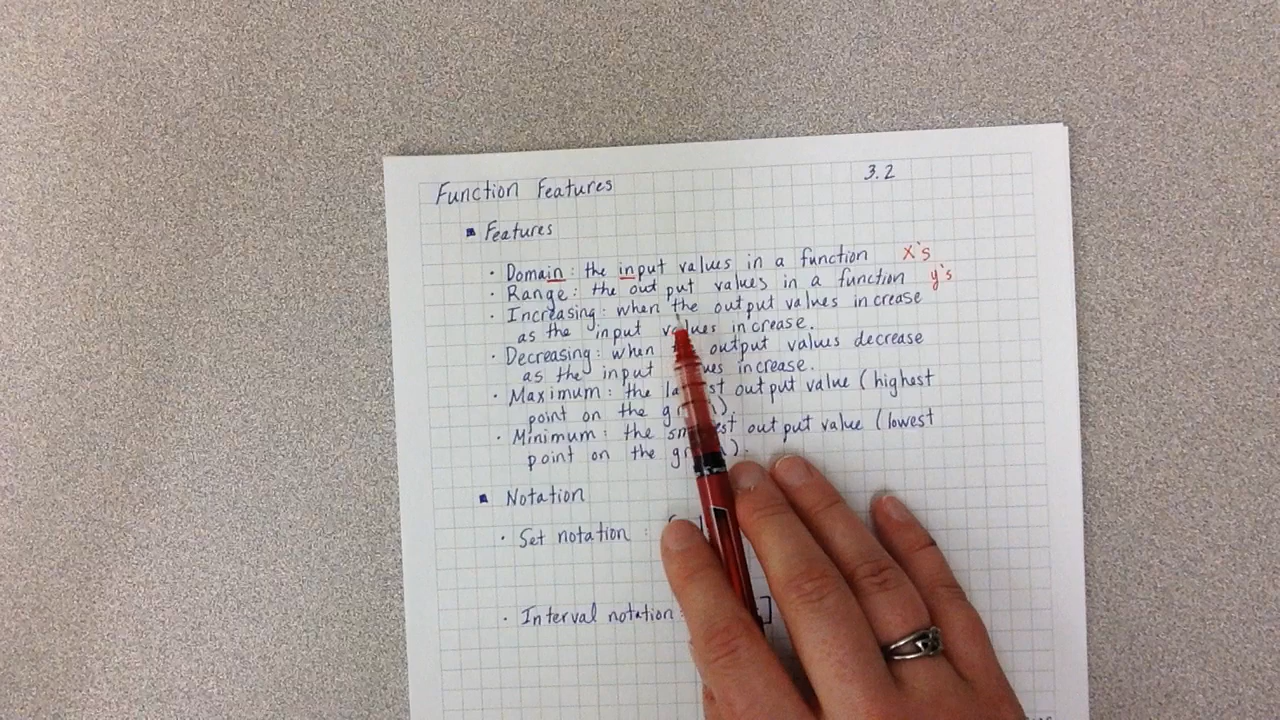 Function Features 3.2
Features
Domain: the input values in a function x's
Range: the output values in a function y's
Increasing: when the output values increase
as the input values increase.
Decreasing: when output values decrease
as the input increase.
Maximum: the output value (highest
point on the
Minimum: the output value (lowest
point on the
Notation
Set notation:
Interval notation: ]